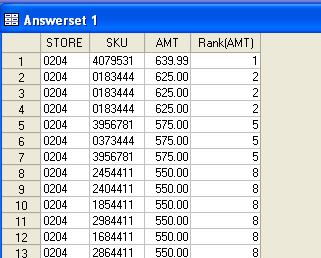 Answerset 1
STORE SKU AMT Rank(AMT)
1 0204 4079531 639.99 1
2 0204 0183444 625.00 2
3 0204 0183444 625.00 2
4 0204 0183444 625.00 2
5 0204 3956781 575.00 5
6 0204 0373444 575.00 5
7 0204 3956781 575.00 5
8 0204 2454411 550.00 8
9 0204 2404411 550.00 8
10 0204 1854411 550.00 8
11 0204 2984411 550.00 8
12 0204 1684411 550.00 8
13 0204 2864411 550.00 8